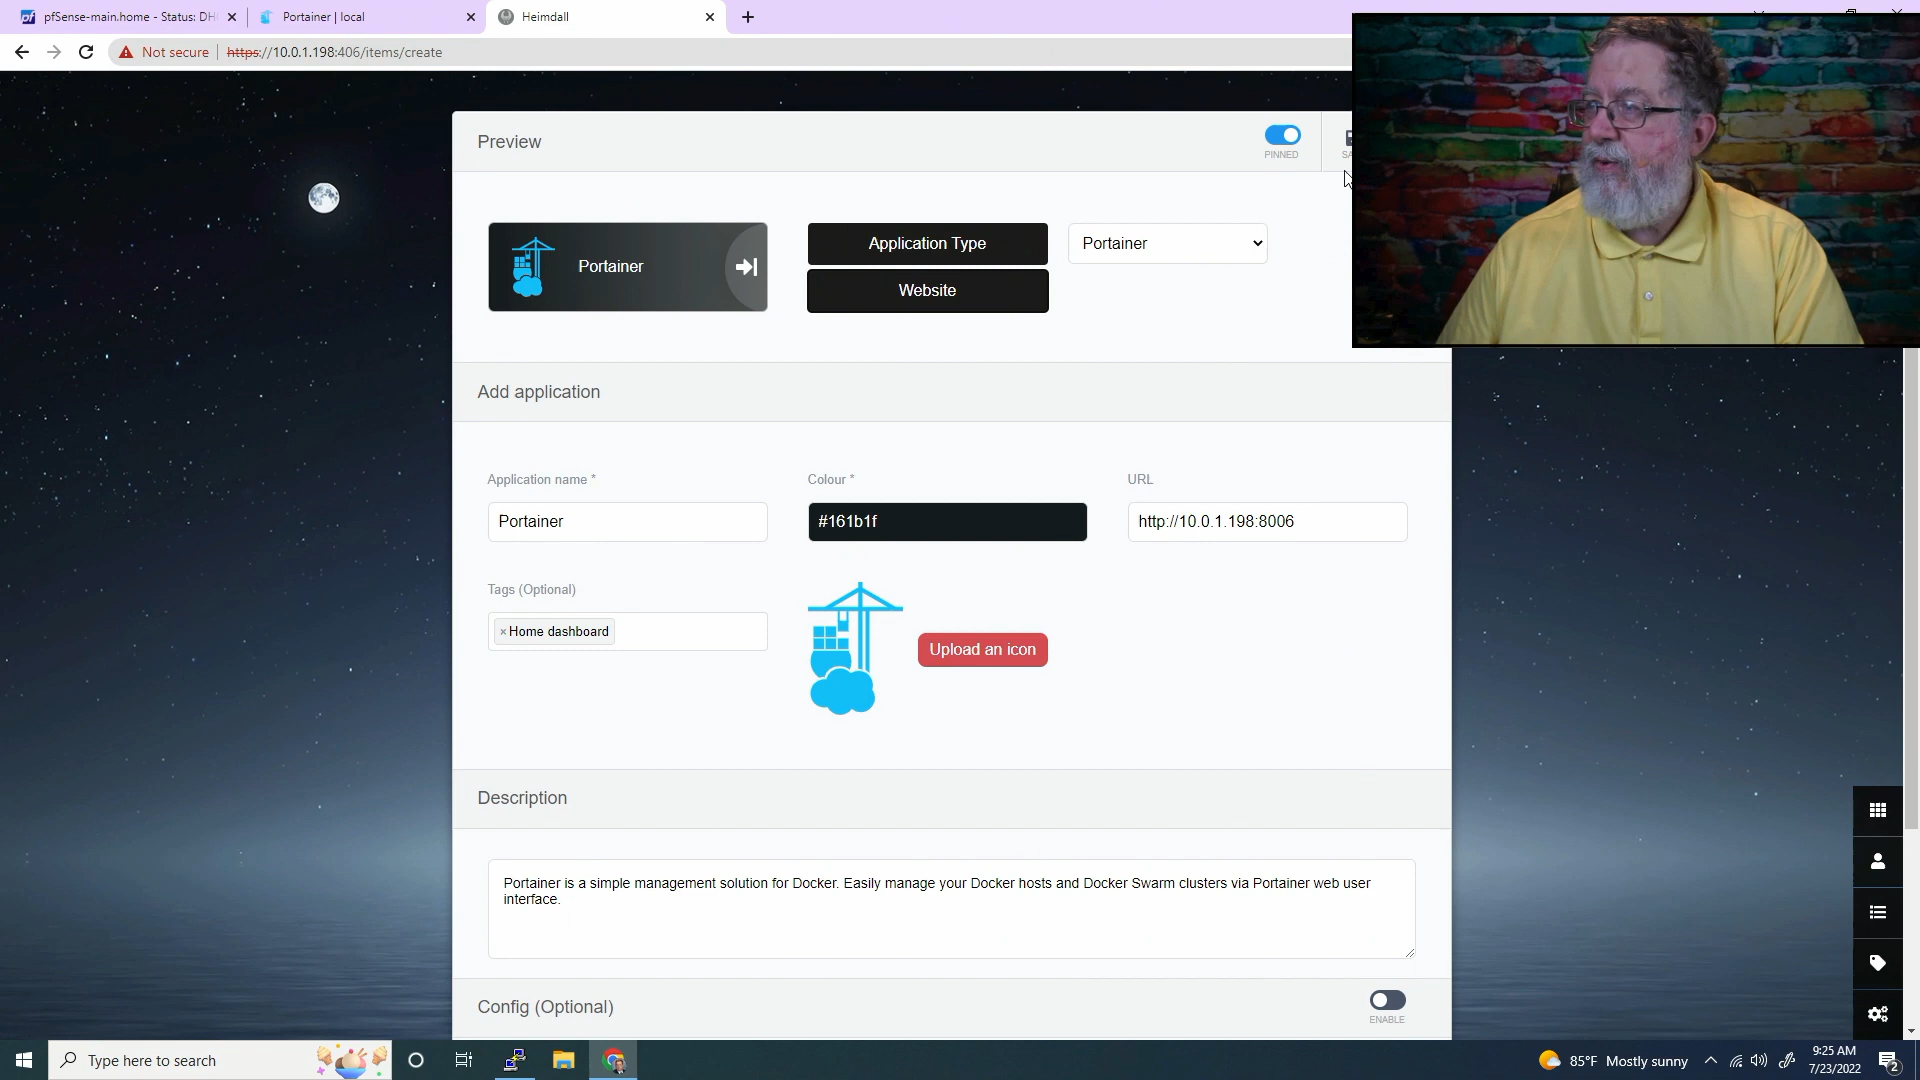 pfSense-main.home - Status: DH
Portainer | local
Heimdall
Not secure
https://10.0.1.198:406/items/create
Preview
PINNED
Portainer
Application Type
Portainer
Website
Add application
Application name *
Colour *
URL
Portainer
#161b1f
http://10.0.1.198:8006
Tags (Optional)
×Home dashboard
Upload an icon
Description
Portainer is a simple management solution for Docker. Easily manage your Docker hosts and Docker Swarm clusters via Portainer web user
interface.
Config (Optional)
ENABLE
Type here to search
85°F Mostly sunny
9:25 AM
7/23/2022
2